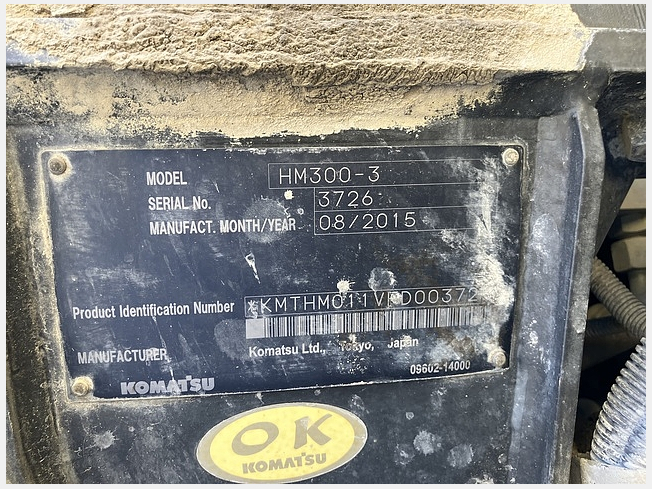 MODEL HM300-3
SERIAL No. 3726
MANUFACT. MONTH/YEAR 08/2015
Product Identification Number
MANUFACTURER Komatsu Ltd., Tokyo, Japan
KOMATSU 09602-14000
OK
KOMATSU